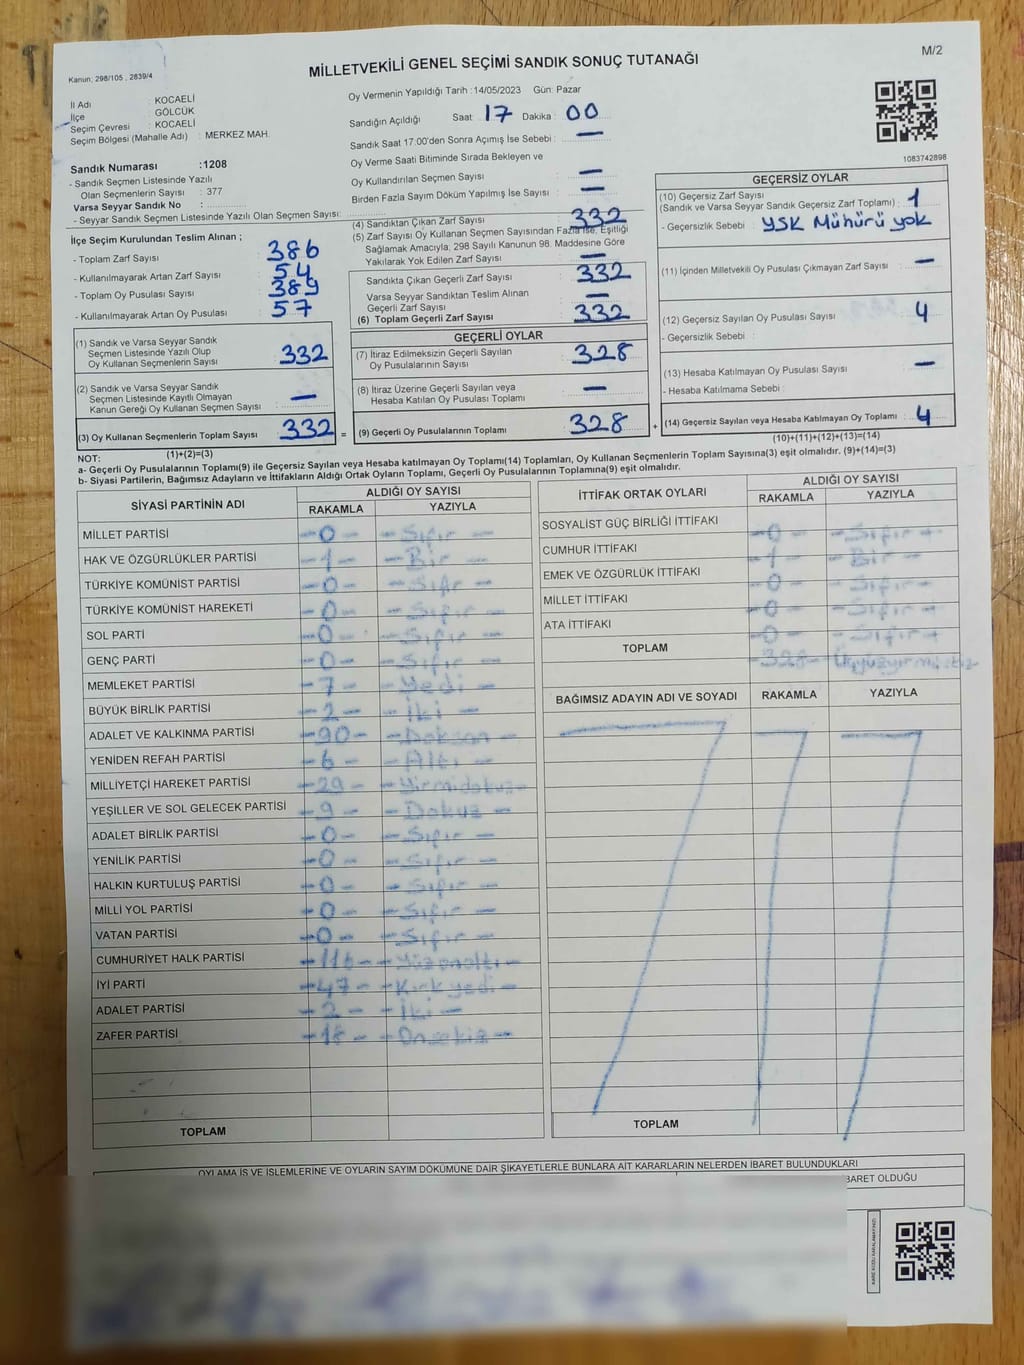 M/2
Kanun; 298/105 , 2839/4
MİLLETVEKİLİ GENEL SEÇİMİ SANDIK SONUÇ TUTANAĞI
İl Adı : KOCAELİ
İlçe : GÖLCÜK
Seçim Çevresi : KOCAELİ
Seçim Bölgesi (Mahalle Adı) : MERKEZ MAH.
Sandık Numarası :1208
- Sandık Seçmen Listesinde Yazılı
Olan Seçmenlerin Sayısı : 377
Varsa Seyyar Sandık No :
- Seyyar Sandık Seçmen Listesinde Yazılı Olan Seçmen Sayısı:
İlçe Seçim Kurulundan Teslim Alınan ;
- Toplam Zarf Sayısı : 386
- Kullanılmayarak Artan Zarf Sayısı : 54
- Toplam Oy Pusulası Sayısı : 389
- Kullanılmayarak Artan Oy Pusulası : 57
(1) Sandık ve Varsa Seyyar Sandık
Seçmen Listesinde Yazılı Olup
Oy Kullanan Seçmenlerin Sayısı : 332
(2) Sandık ve Varsa Seyyar Sandık
Seçmen Listesinde Kayıtlı Olmayan
Kanun Gereği Oy Kullanan Seçmen Sayısı : —
(3) Oy Kullanan Seçmenlerin Toplam Sayısı : 332
(1)+(2)=(3)
Oy Vermenin Yapıldığı Tarih :14/05/2023 Gün: Pazar
Sandığın Açıldığı Saat : 17 Dakika : 00
Sandık Saat 17.00'den Sonra Açımış İse Sebebi : —
Oy Verme Saati Bitiminde Sırada Bekleyen ve
Oy Kullandırılan Seçmen Sayısı : —
Birden Fazla Sayım Döküm Yapılmış İse Sayısı : —
(4) Sandıktan Çıkan Zarf Sayısı : 332
(5) Zarf Sayısı Oy Kullanan Seçmen Sayısından Fazla İse, Eşitliği
Sağlamak Amacıyla; 298 Sayılı Kanunun 98. Maddesine Göre
Yakılarak Yok Edilen Zarf Sayısı : —
Sandıkta Çıkan Geçerli Zarf Sayısı : 332
Varsa Seyyar Sandıktan Teslim Alınan
Geçerli Zarf Sayısı : —
(6) Toplam Geçerli Zarf Sayısı : 332
GEÇERLİ OYLAR
(7) İtiraz Edilmeksizin Geçerli Sayılan
Oy Pusulalarının Sayısı : 328
(8) İtiraz Üzerine Geçerli Sayılan veya
Hesaba Katılan Oy Pusulası Toplamı : —
= (9) Geçerli Oy Pusulalarının Toplamı : 328
1083742898
GEÇERSİZ OYLAR
(10) Geçersiz Zarf Sayısı
(Sandık ve Varsa Seyyar Sandık Geçersiz Zarf Toplamı) : 1
- Geçersizlik Sebebi : YSK Mühürü yok
(11) İçinden Milletvekili Oy Pusulası Çıkmayan Zarf Sayısı : —
(12) Geçersiz Sayılan Oy Pusulası Sayısı : 4
- Geçersizlik Sebebi :
(13) Hesaba Katılmayan Oy Pusulası Sayısı : —
- Hesaba Katılmama Sebebi :
+ (14) Geçersiz Sayılan veya Hesaba Katılmayan Oy Toplamı : 4
(10)+(11)+(12)+(13)=(14)
NOT:
a- Geçerli Oy Pusulalarının Toplamı(9) ile Geçersiz Sayılan veya Hesaba katılmayan Oy Toplamı(14) Toplamları, Oy Kullanan Seçmenlerin Toplam Sayısına(3) eşit olmalıdır. (9)+(14)=(3)
b- Siyasi Partilerin, Bağımsız Adayların ve İttifakların Aldığı Ortak Oyların Toplamı, Geçerli Oy Pusulalarının Toplamına(9) eşit olmalıdır.
SİYASİ PARTİNİN ADI ALDIĞI OY SAYISI
RAKAMLA YAZIYLA
MİLLET PARTİSİ -0- -Sıfır-
HAK VE ÖZGÜRLÜKLER PARTİSİ -1- -Bir-
TÜRKİYE KOMÜNİST PARTİSİ -0- -Sıfır-
TÜRKİYE KOMÜNİST HAREKETİ -0- -Sıfır-
SOL PARTİ -0- -Sıfır-
GENÇ PARTİ -0- -Sıfır-
MEMLEKET PARTİSİ -7- -Yedi-
BÜYÜK BİRLİK PARTİSİ -2- -İki-
ADALET VE KALKINMA PARTİSİ -90- -Doksan-
YENİDEN REFAH PARTİSİ -6- -Altı-
MİLLİYETÇİ HAREKET PARTİSİ -29- -Yirmidokuz-
YEŞİLLER VE SOL GELECEK PARTİSİ -9- -Dokuz-
ADALET BİRLİK PARTİSİ -0- -Sıfır-
YENİLİK PARTİSİ -0- -Sıfır-
HALKIN KURTULUŞ PARTİSİ -0- -Sıfır-
MİLLİ YOL PARTİSİ -0- -Sıfır-
VATAN PARTİSİ -0- -Sıfır-
CUMHURİYET HALK PARTİSİ -116- -Yüzonaltı-
İYİ PARTİ -47- -Kırkyedi-
ADALET PARTİSİ -2- -İki-
ZAFER PARTİSİ -18- -Onsekiz-
TOPLAM
İTTİFAK ORTAK OYLARI ALDIĞI OY SAYISI
RAKAMLA YAZIYLA
SOSYALİST GÜÇ BİRLİĞİ İTTİFAKI -0- -Sıfır-
CUMHUR İTTİFAKI -1- -Bir-
EMEK VE ÖZGÜRLÜK İTTİFAKI -0- -Sıfır-
MİLLET İTTİFAKI -0- -Sıfır-
ATA İTTİFAKI -0- -Sıfır-
TOPLAM -328- Üçyüzyirmisekiz
BAĞIMSIZ ADAYIN ADI VE SOYADI RAKAMLA YAZIYLA
TOPLAM
OYLAMA İŞ VE İŞLEMLERİNE VE OYLARIN SAYIM DÖKÜMÜNE DAİR ŞİKAYETLERLE BUNLARA AİT KARARLARIN NELERDEN İBARET BULUNDUKLARI
BARET OLDUĞU